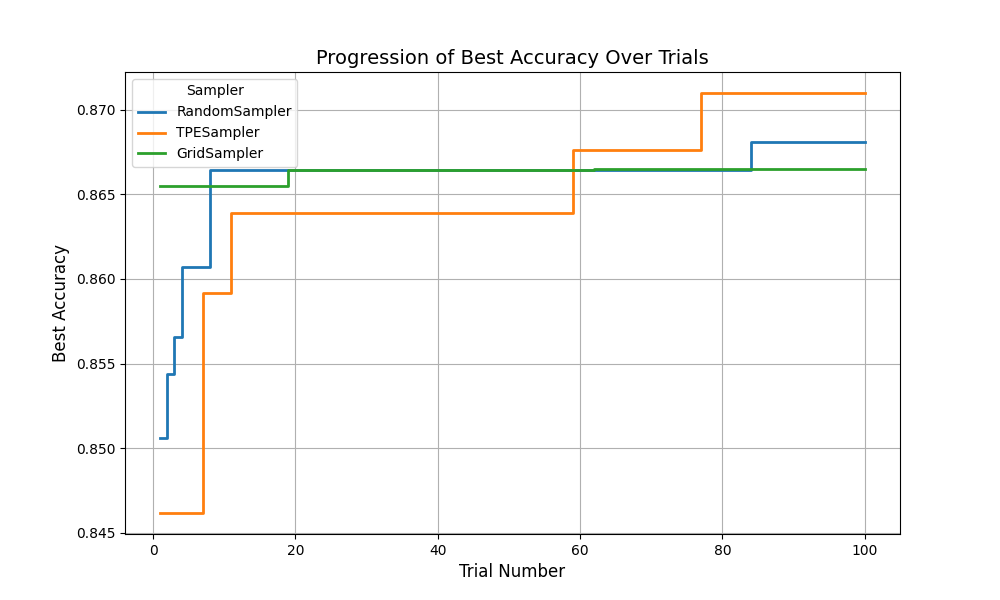 Progression of Best Accuracy Over Trials
Sampler
RandomSampler
TPESampler
GridSampler
Best Accuracy
0.870
0.865
0.860
0.855
0.850
0.845
0 20 40 60 80 100
Trial Number